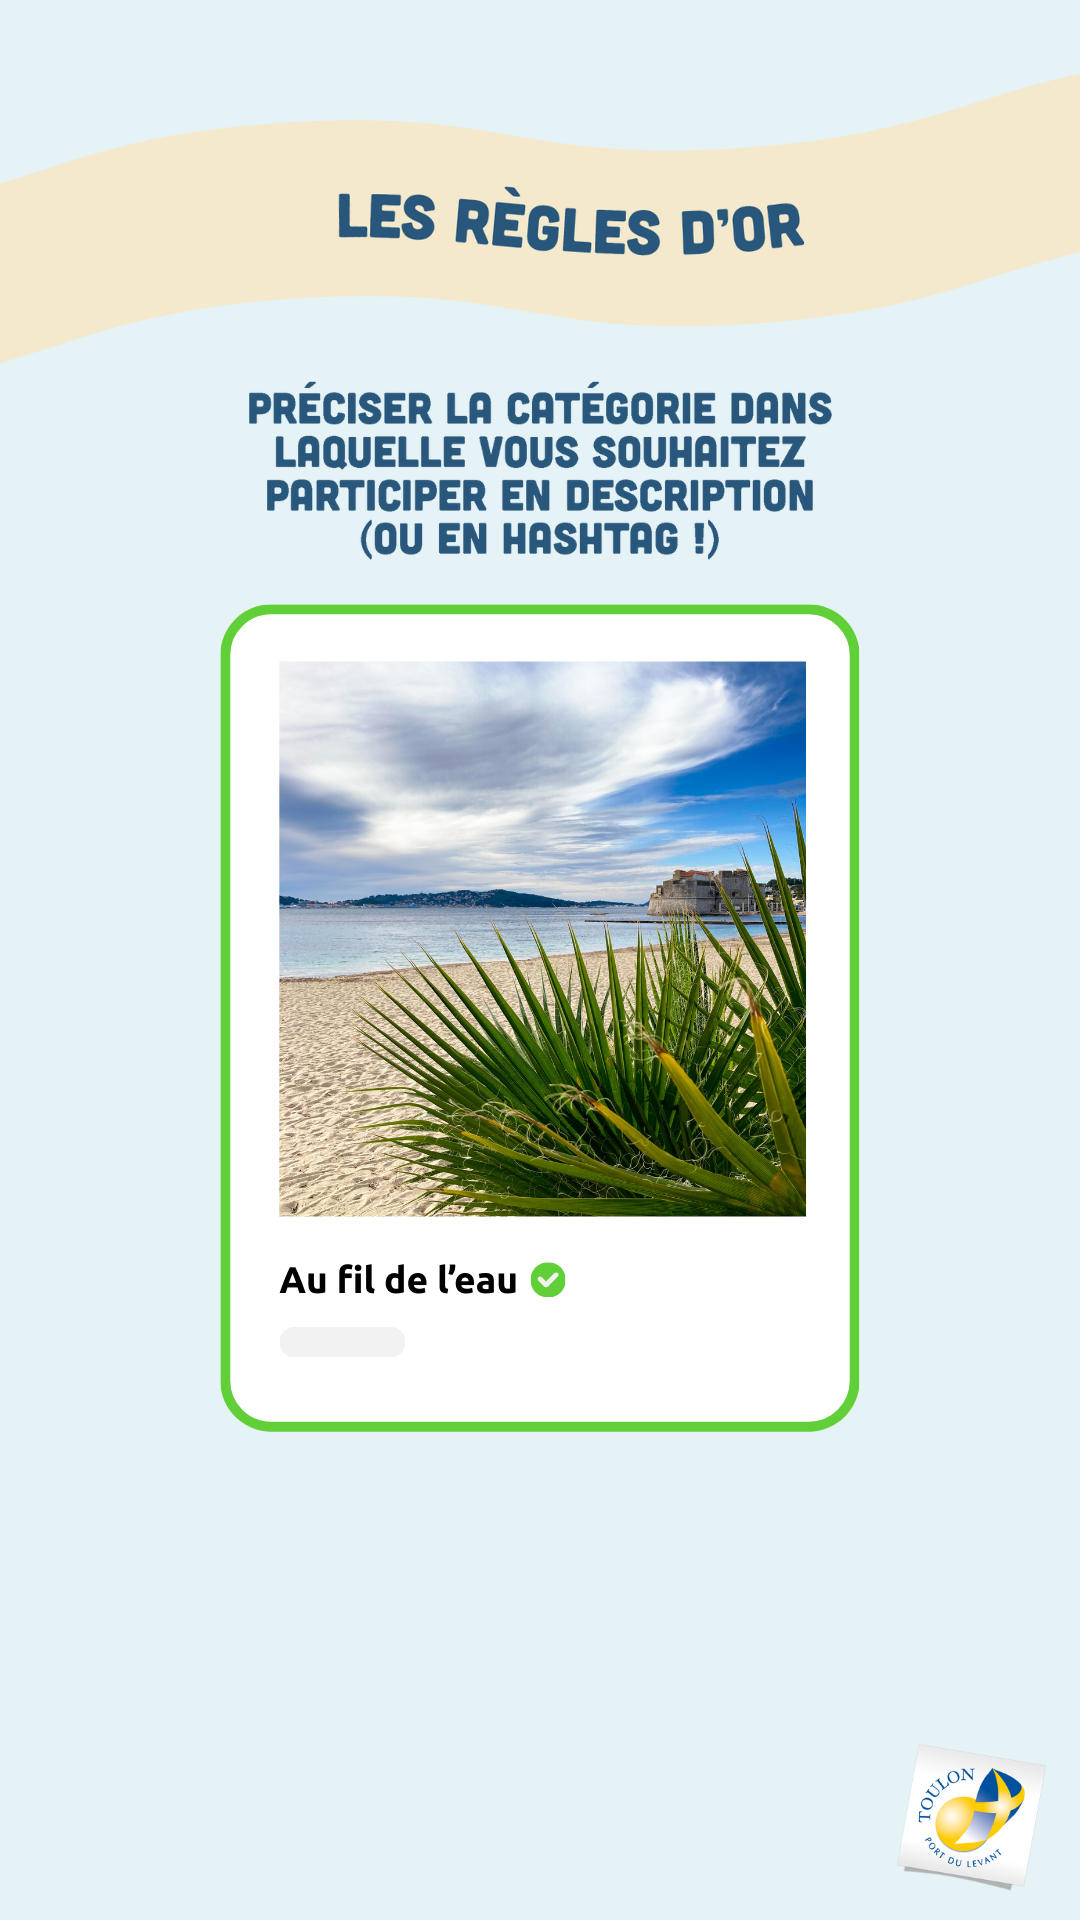 LES RÈGLES D'OR
PRÉCISER LA CATÉGORIE DANS
LAQUELLE VOUS SOUHAITEZ
PARTICIPER EN DESCRIPTION
(OU EN HASHTAG !)
Au fil de l'eau
TOULON
PORT DU LEVANT